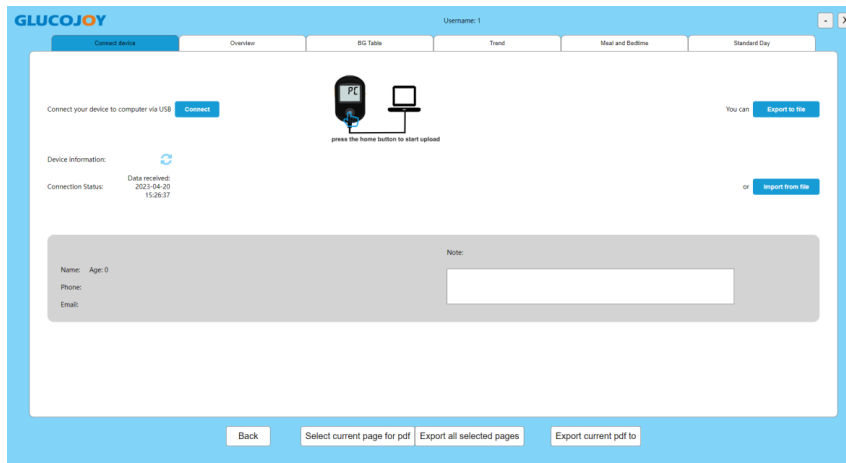 GLUCOJOY
Username: 1
- X
Connect device Overview BG Table Trend Meal and Bedtime Standard Day
PC
Connect your device to computer via USB Connect
You can Export to file
press the home button to start upload
Device information:
Connection Status: Data received:
2023-04-20
15:26:37
or Import from file
Note:
Name: Age: 0
Phone:
Email:
Back Select current page for pdf Export all selected pages Export current pdf to